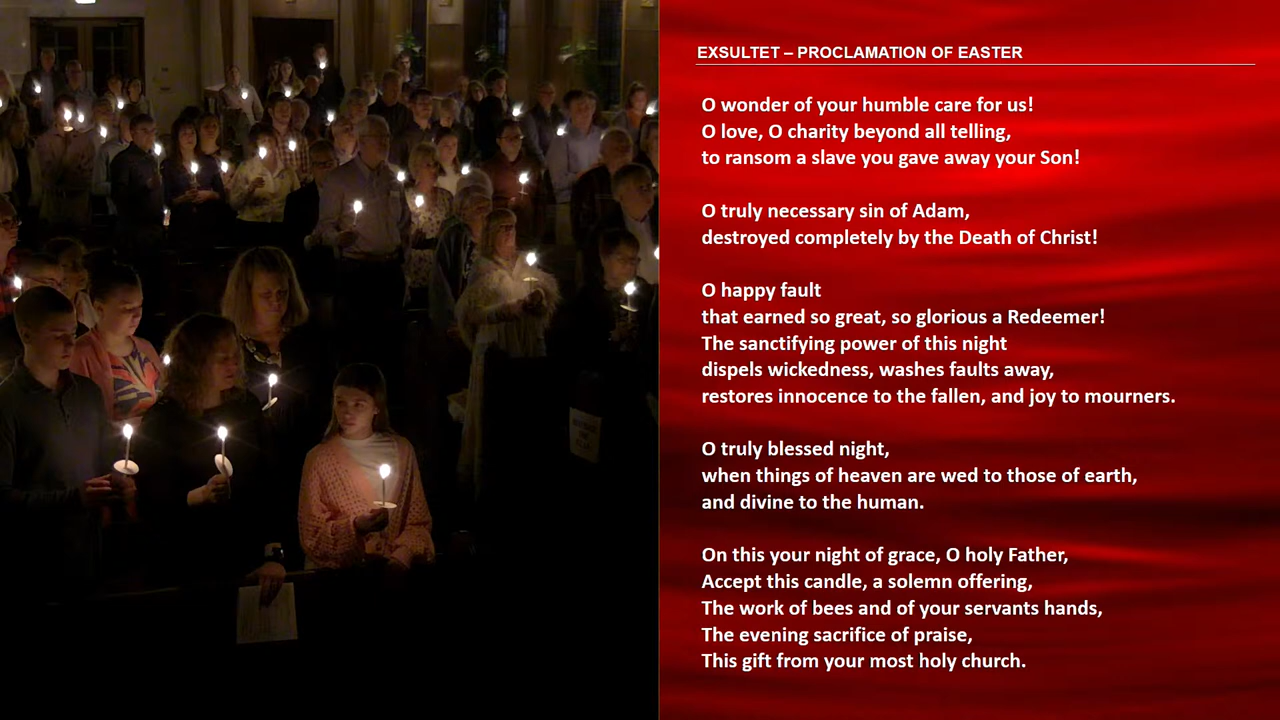 EXSULTET – PROCLAMATION OF EASTER
O wonder of your humble care for us!
O love, O charity beyond all telling,
to ransom a slave you gave away your Son!
O truly necessary sin of Adam,
destroyed completely by the Death of Christ!
O happy fault
that earned so great, so glorious a Redeemer!
The sanctifying power of this night
dispels wickedness, washes faults away,
restores innocence to the fallen, and joy to mourners.
O truly blessed night,
when things of heaven are wed to those of earth,
and divine to the human.
On this your night of grace, O holy Father,
Accept this candle, a solemn offering,
The work of bees and of your servants hands,
The evening sacrifice of praise,
This gift from your most holy church.